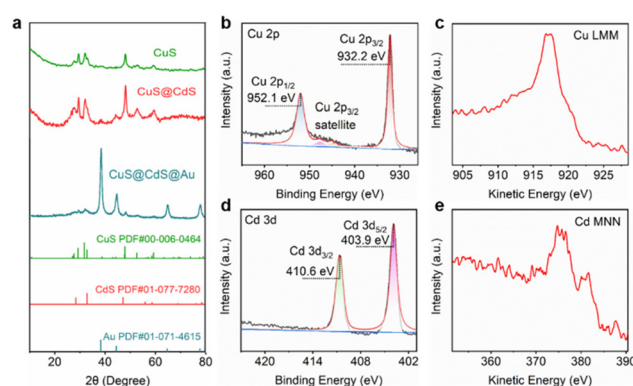 a
CuS
CuS@CdS
CuS@CdS@Au
CuS PDF#00-006-0464
CdS PDF#01-077-7280
Au PDF#01-071-4615
10 20 30 40 50 60 70 80
2θ (Degree)
b
Cu 2p
Cu 2p3/2
932.2 eV
Cu 2p1/2
952.1 eV
Cu 2p3/2
satellite
Intensity (a.u.)
960 950 940 930
Binding Energy (eV)
c
Cu LMM
Intensity (a.u.)
905 910 915 920 925
Kinetic Energy (eV)
d
Cd 3d
Cd 3d5/2
403.9 eV
Cd 3d3/2
410.6 eV
Intensity (a.u.)
420 414 408 402
Binding Energy (eV)
e
Cd MNN
Intensity (a.u.)
360 370 380 390
Kinetic Energy (eV)